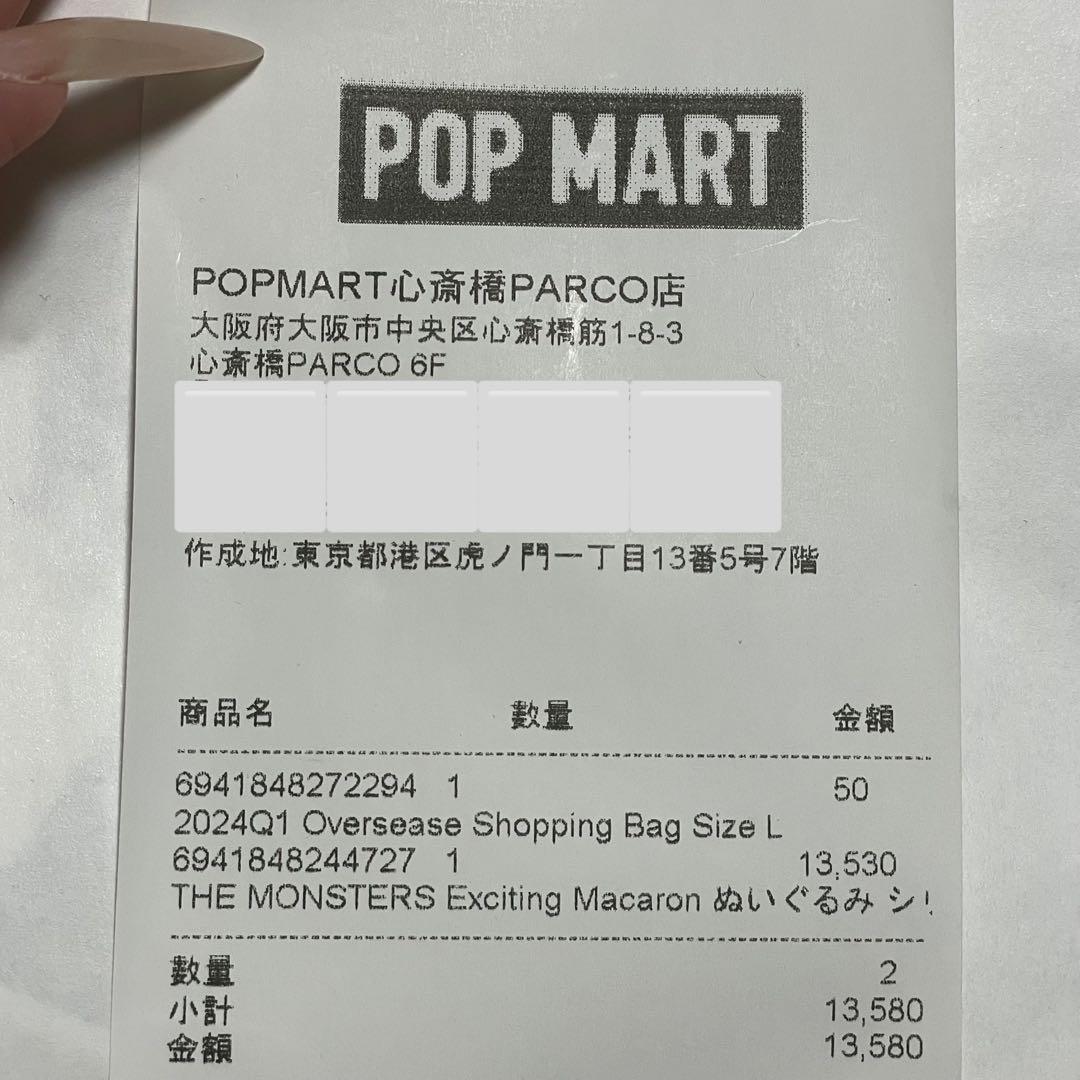 POP MART
POPMART心斎橋PARCO店
大阪府大阪市中央区心斎橋筋1-8-3
心斎橋PARCO 6F
作成地:東京都港区虎ノ門一丁目13番5号7階
商品名 數量 金額
6941848272294 1 50
2024Q1 Oversease Shopping Bag Size L
6941848244727 1 13,530
THE MONSTERS Exciting Macaron ぬいぐるみ シリ
數量 2
小計 13,580
金額 13,580